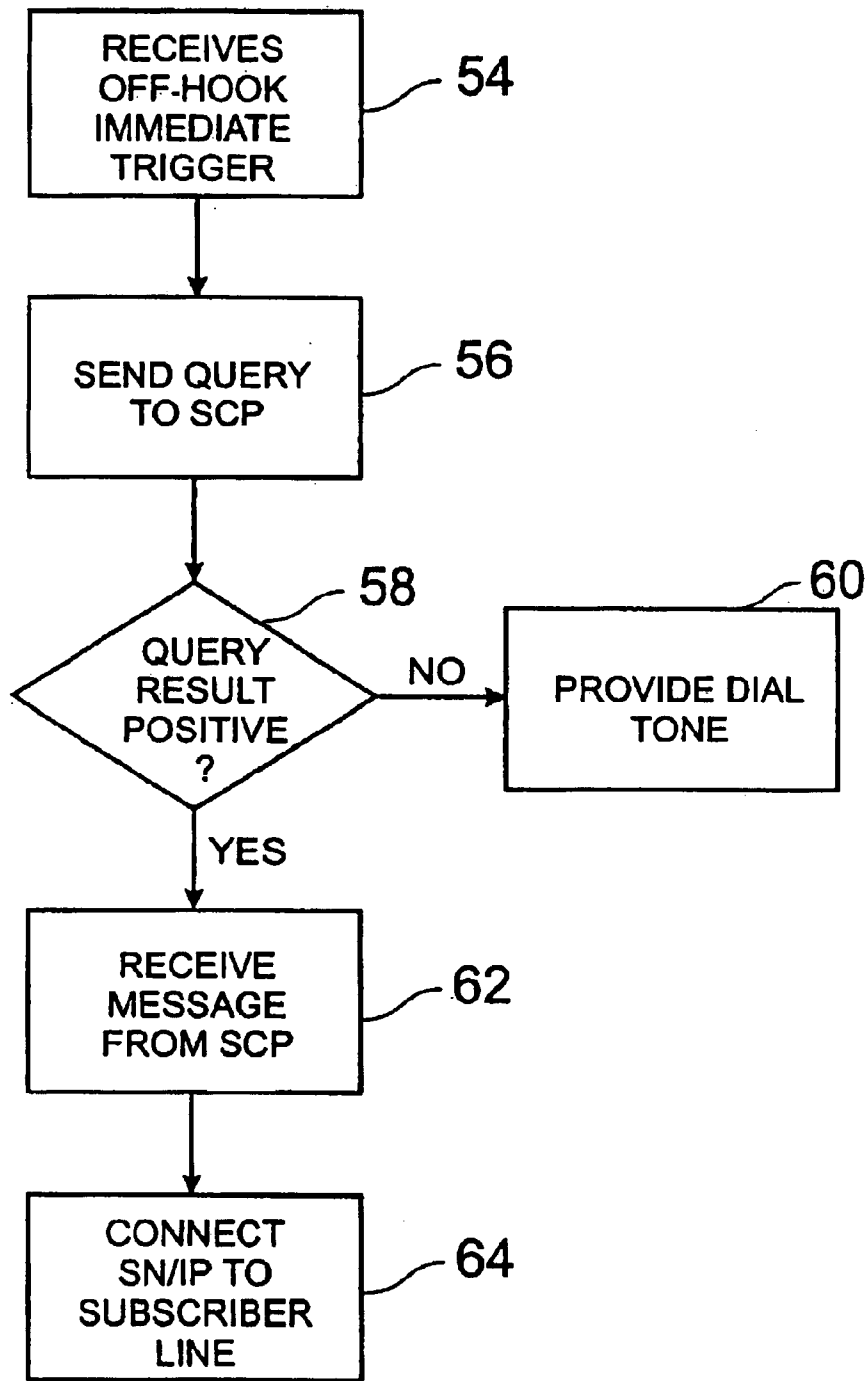 RECEIVES
OFF-HOOK
IMMEDIATE
TRIGGER
54
SEND QUERY
TO SCP
56
58
QUERY
RESULT
POSITIVE
?
NO
60
PROVIDE DIAL
TONE
YES
RECEIVE
MESSAGE
FROM SCP
62
CONNECT
SN/IP TO
SUBSCRIBER
LINE
64